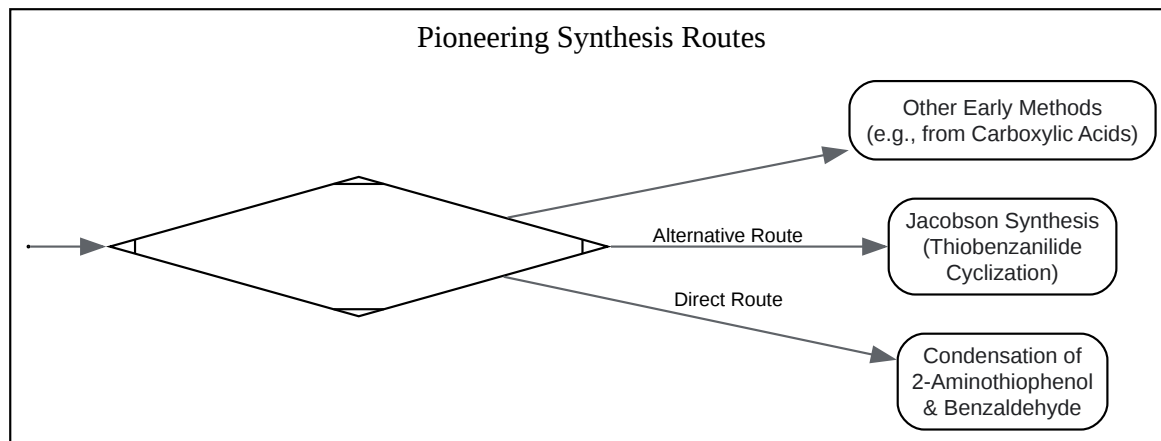 Pioneering Synthesis Routes
Other Early Methods
(e.g., from Carboxylic Acids)
Alternative Route
Jacobson Synthesis
(Thiobenzanilide
Cyclization)
Direct Route
Condensation of
2-Aminothiophenol
& Benzaldehyde